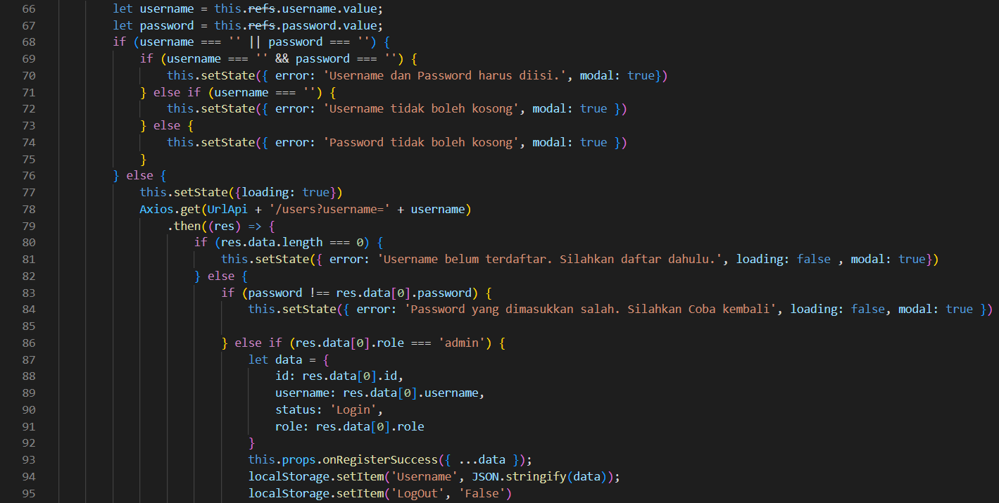 66 let username = this.refs.username.value;
67 let password = this.refs.password.value;
68 if (username === '' || password === '') {
69 if (username === '' && password === '') {
70 this.setState({ error: 'Username dan Password harus diisi.', modal: true})
71 } else if (username === '') {
72 this.setState({ error: 'Username tidak boleh kosong', modal: true })
73 } else {
74 this.setState({ error: 'Password tidak boleh kosong', modal: true })
75 }
76 } else {
77 this.setState({loading: true})
78 Axios.get(UrlApi + '/users?username=' + username)
79 .then((res) => {
80 if (res.data.length === 0) {
81 this.setState({ error: 'Username belum terdaftar. Silahkan daftar dahulu.', loading: false , modal: true})
82 } else {
83 if (password !== res.data[0].password) {
84 this.setState({ error: 'Password yang dimasukkan salah. Silahkan Coba kembali', loading: false, modal: true })
85
86 } else if (res.data[0].role === 'admin') {
87 let data = {
88 id: res.data[0].id,
89 username: res.data[0].username,
90 status: 'Login',
91 role: res.data[0].role
92 }
93 this.props.onRegisterSuccess({ ...data });
94 localStorage.setItem('Username', JSON.stringify(data));
95 localStorage.setItem('LogOut', 'False')